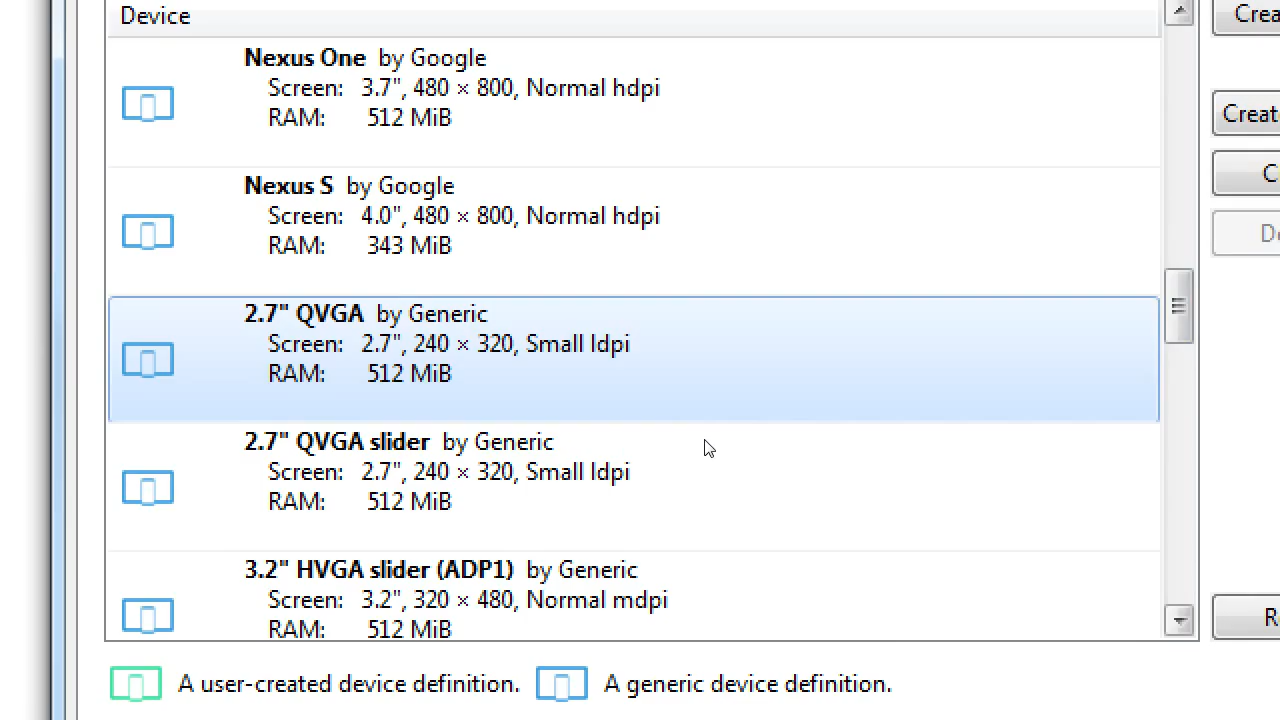 Device
Crea
Nexus One by Google
Screen: 3.7", 480 × 800, Normal hdpi
RAM: 512 MiB
Creat
Nexus S by Google
C
Screen: 4.0", 480 × 800, Normal hdpi
RAM: 343 MiB
De
2.7" QVGA by Generic
Screen: 2.7", 240 × 320, Small ldpi
RAM: 512 MiB
2.7" QVGA slider by Generic
Screen: 2.7", 240 × 320, Small ldpi
RAM: 512 MiB
3.2" HVGA slider (ADP1) by Generic
Screen: 3.2", 320 × 480, Normal mdpi
RAM: 512 MiB
R
A user-created device definition. A generic device definition.